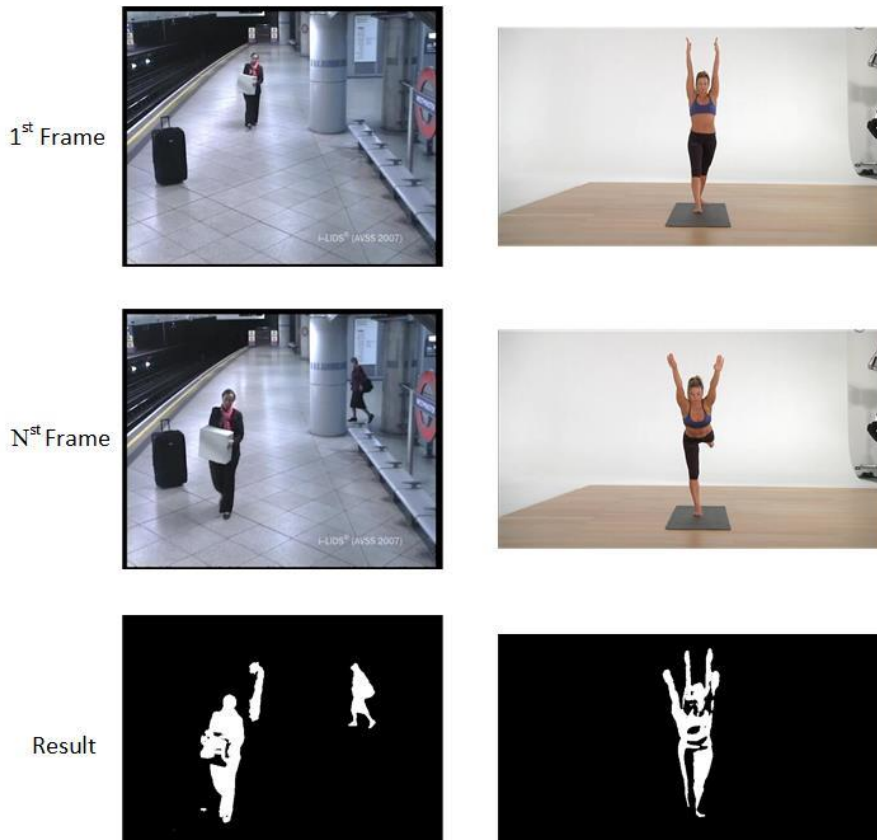 1st Frame
i-LIDS® (AVSS 2007)
Nst Frame
i-LIDS® (AVSS 2007)
Result